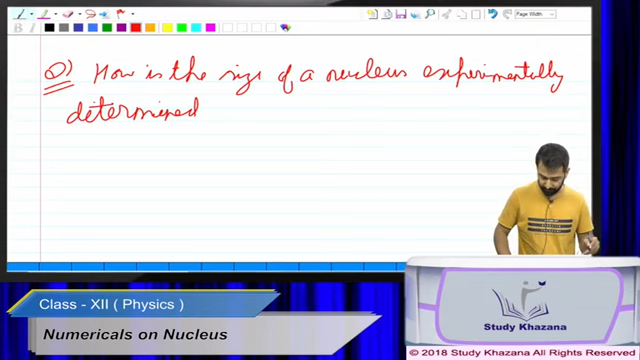 Page Width
Q) How is the size of a nucleus experimentally
determined
Study Khazana
Class - XII ( Physics )
Numericals on Nucleus
© 2018 Study Khazana All Rights Reserved